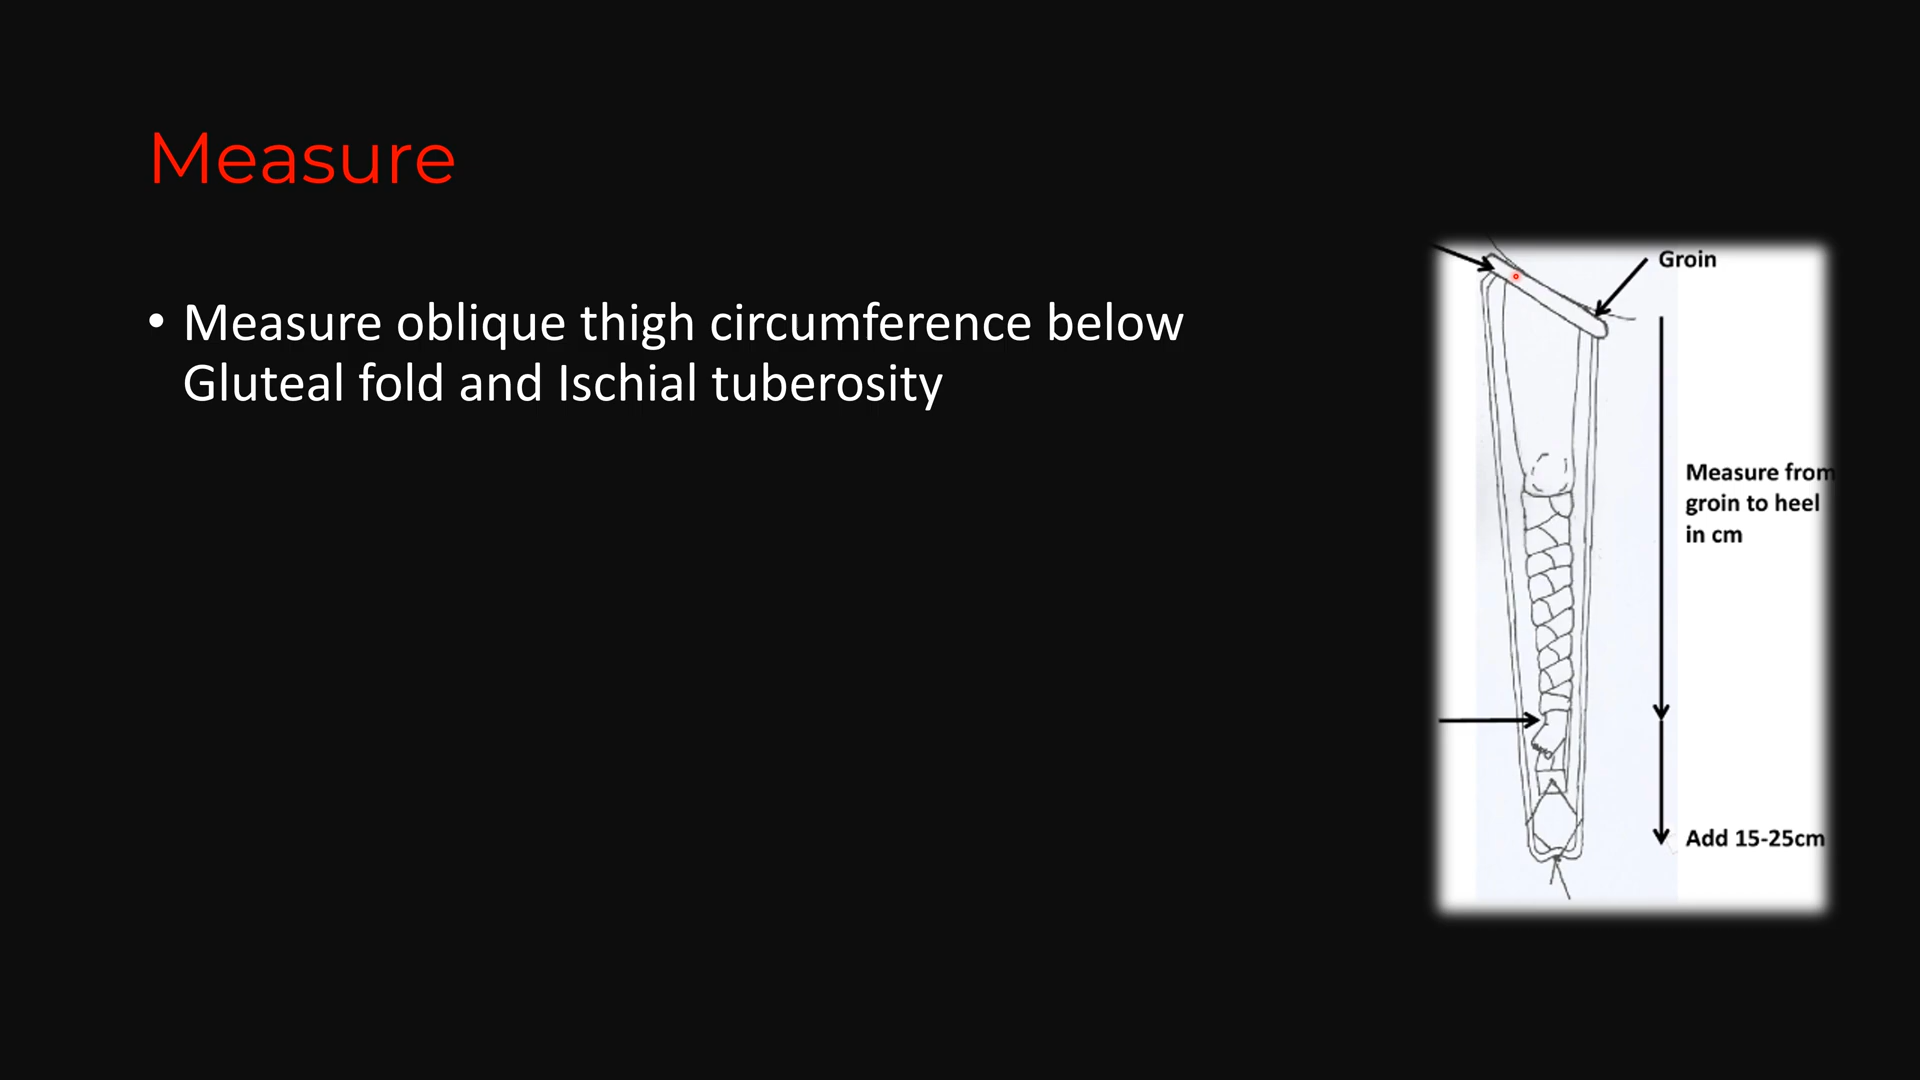 Measure
• Measure oblique thigh circumference below
Gluteal fold and Ischial tuberosity
Groin
Measure from
groin to heel
in cm
Add 15-25cm